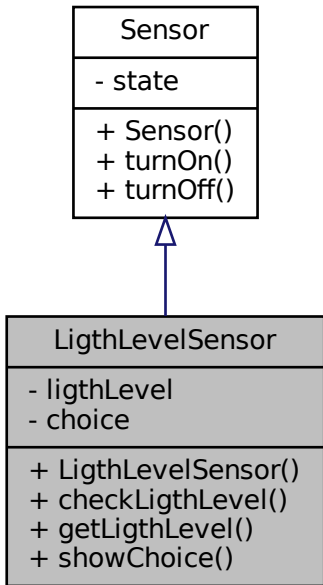 Sensor
- state
+ Sensor()
+ turnOn()
+ turnOff()
LigthLevelSensor
- ligthLevel
- choice
+ LigthLevelSensor()
+ checkLigthLevel()
+ getLigthLevel()
+ showChoice()